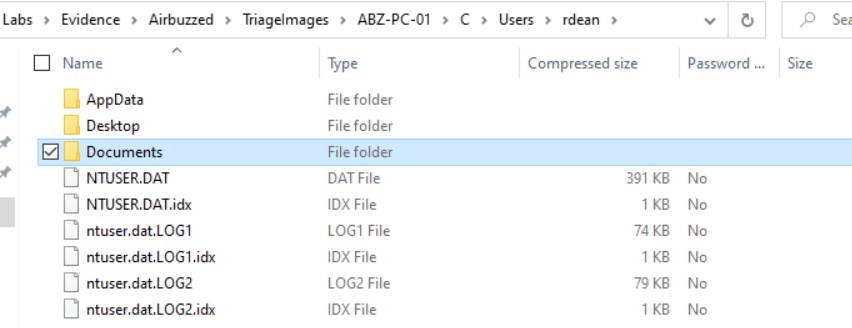 Labs > Evidence > Airbuzzed > TriageImages > ABZ-PC-01 > C > Users > rdean >
Name Type Compressed size Password ... Size
AppData File folder
Desktop File folder
Documents File folder
NTUSER.DAT DAT File 391 KB No
NTUSER.DAT.idx IDX File 1 KB No
ntuser.dat.LOG1 LOG1 File 74 KB No
ntuser.dat.LOG1.idx IDX File 1 KB No
ntuser.dat.LOG2 LOG2 File 79 KB No
ntuser.dat.LOG2.idx IDX File 1 KB No